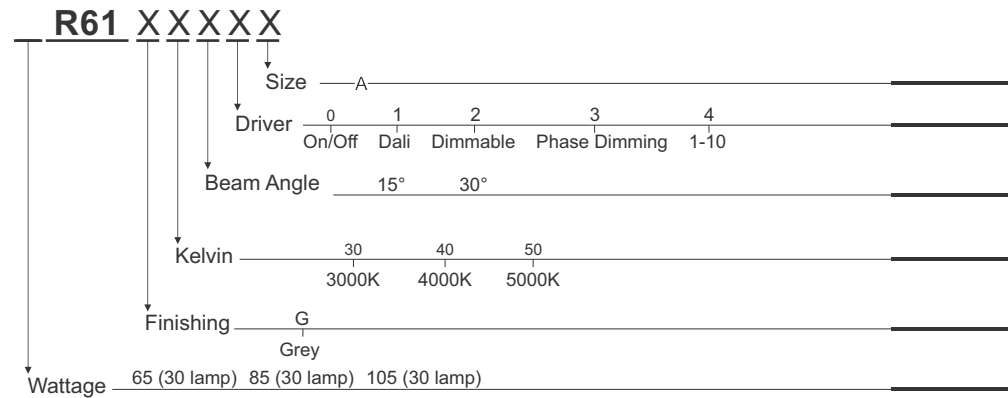 R61 X X X X X
Size A
Driver 0 1 2 3 4
On/Off Dali Dimmable Phase Dimming 1-10
Beam Angle 15° 30°
Kelvin 30 40 50
3000K 4000K 5000K
Finishing G
Grey
Wattage 65 (30 lamp) 85 (30 lamp) 105 (30 lamp)